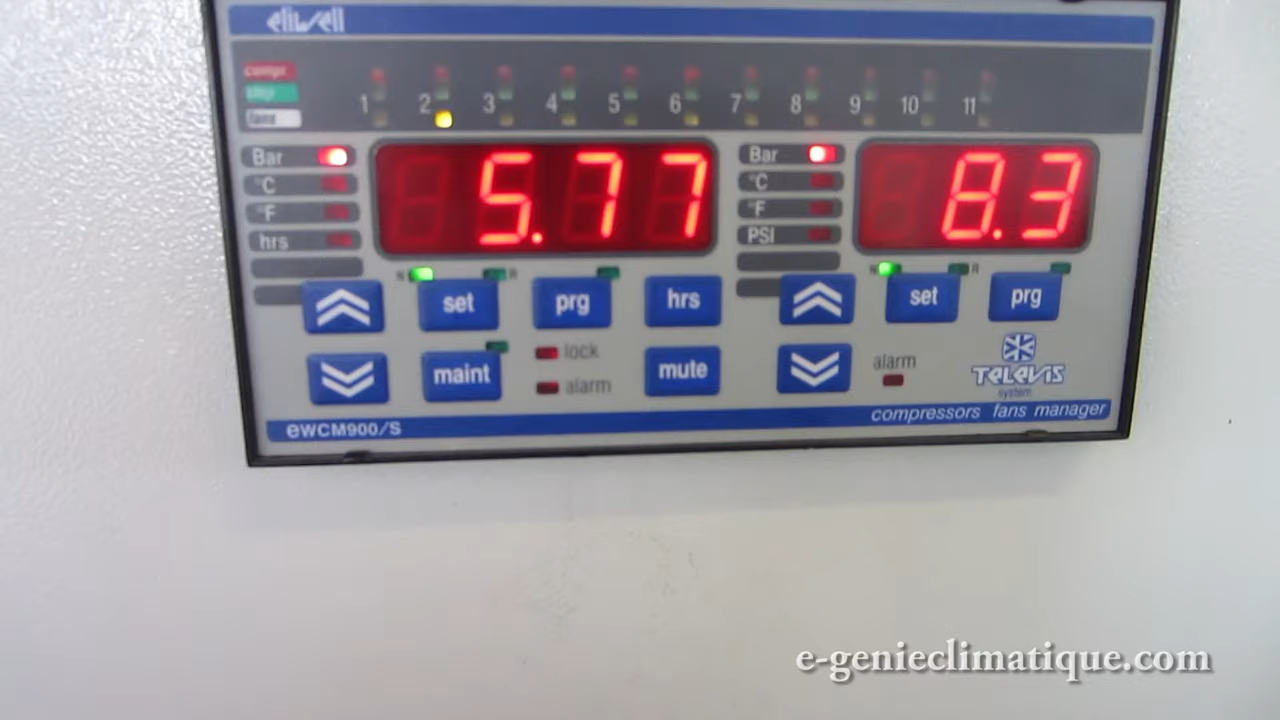 eliwell
compr.
step
fans
1 2 3 4 5 6 7 8 9 10 11
Bar
°C
°F
hrs
5.77
Bar
°C
°F
PSI
8.3
N R
set
prg
hrs
maint
lock
alarm
mute
N R
set
prg
alarm
TELEVIS
system
compressors fans manager
eWCM900/S
e-genieclimatique.com